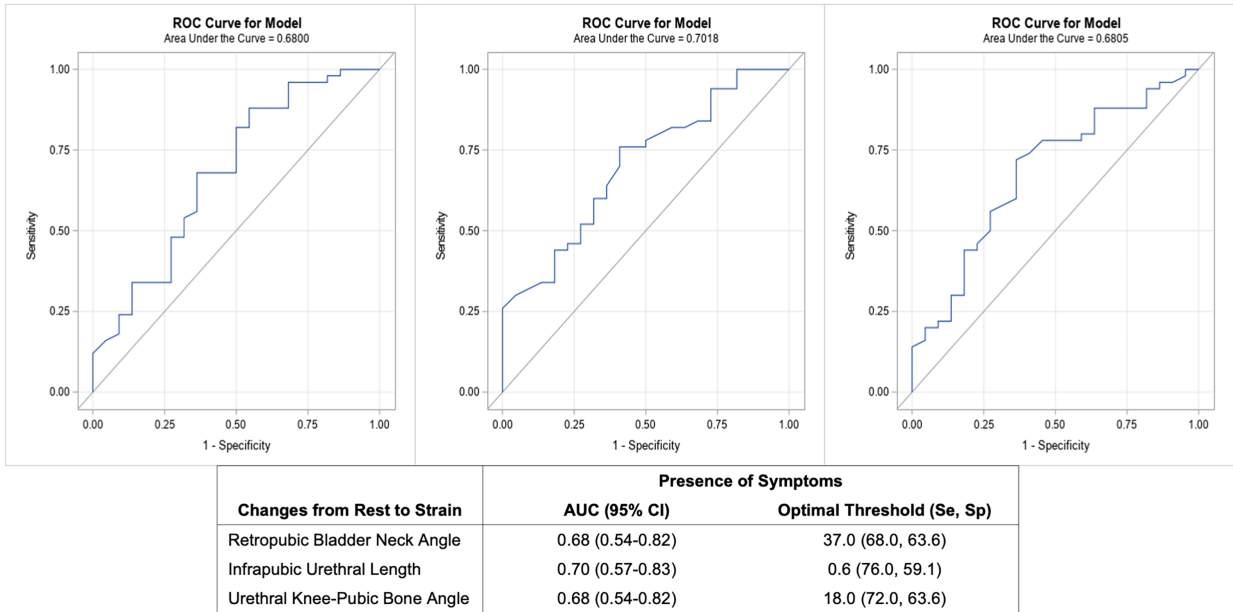 ROC Curve for Model
Area Under the Curve = 0.6800
1.00
0.75
0.50
0.25
0.00
Sensitivity
0.00 0.25 0.50 0.75 1.00
1 - Specificity
ROC Curve for Model
Area Under the Curve = 0.7018
1.00
0.75
0.50
0.25
0.00
Sensitivity
0.00 0.25 0.50 0.75 1.00
1 - Specificity
ROC Curve for Model
Area Under the Curve = 0.6805
1.00
0.75
0.50
0.25
0.00
Sensitivity
0.00 0.25 0.50 0.75 1.00
1 - Specificity
Presence of Symptoms
Changes from Rest to Strain AUC (95% CI) Optimal Threshold (Se, Sp)
Retropubic Bladder Neck Angle 0.68 (0.54-0.82) 37.0 (68.0, 63.6)
Infrapubic Urethral Length 0.70 (0.57-0.83) 0.6 (76.0, 59.1)
Urethral Knee-Pubic Bone Angle 0.68 (0.54-0.82) 18.0 (72.0, 63.6)